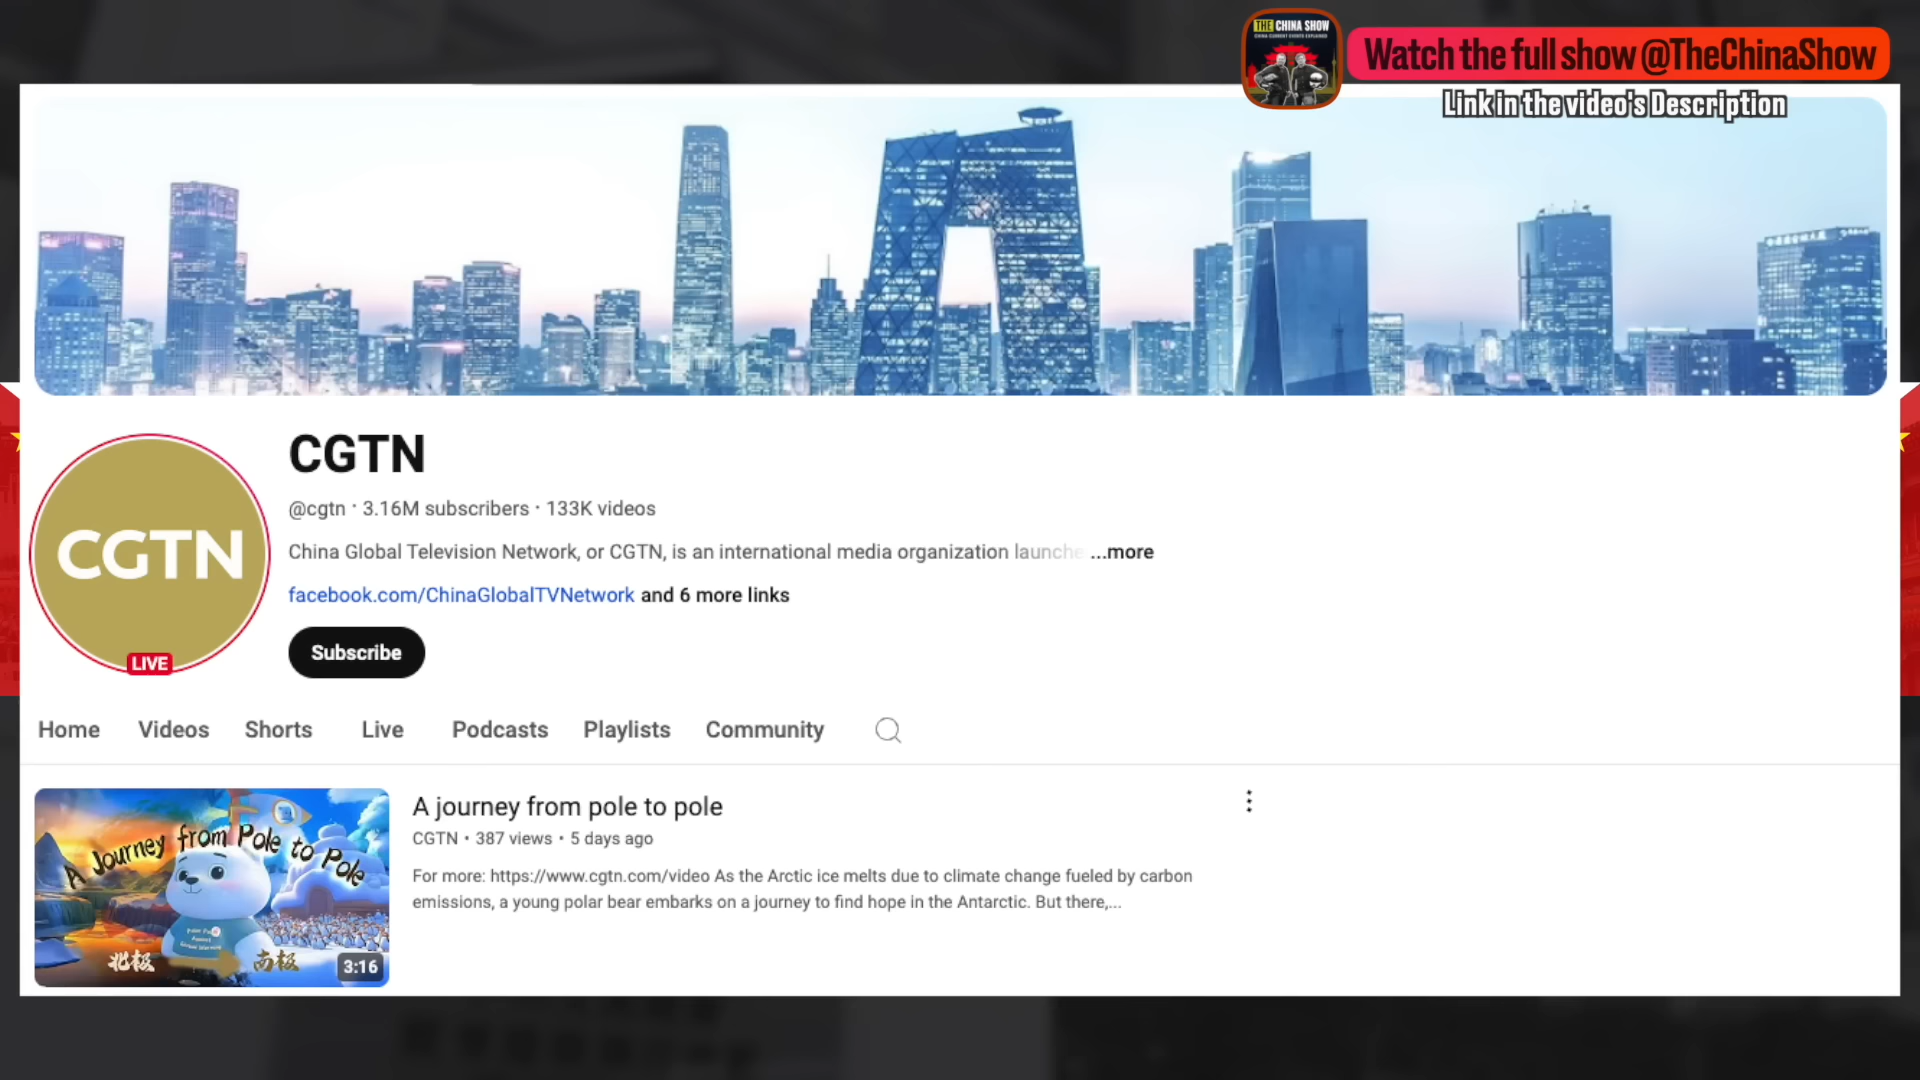 THE CHINA SHOW
CHINA CURRENT EVENTS EXPLAINED
Watch the full show @TheChinaShow
Link in the video's Description
CGTN
@cgtn · 3.16M subscribers · 133K videos
China Global Television Network, or CGTN, is an international media organization launche ...more
facebook.com/ChinaGlobalTVNetwork and 6 more links
CGTN
LIVE
Subscribe
Home Videos Shorts Live Podcasts Playlists Community
A Journey from Pole to Pole
北极
南极
3:16
A journey from pole to pole
CGTN • 387 views • 5 days ago
For more: https://www.cgtn.com/video As the Arctic ice melts due to climate change fueled by carbon
emissions, a young polar bear embarks on a journey to find hope in the Antarctic. But there,...